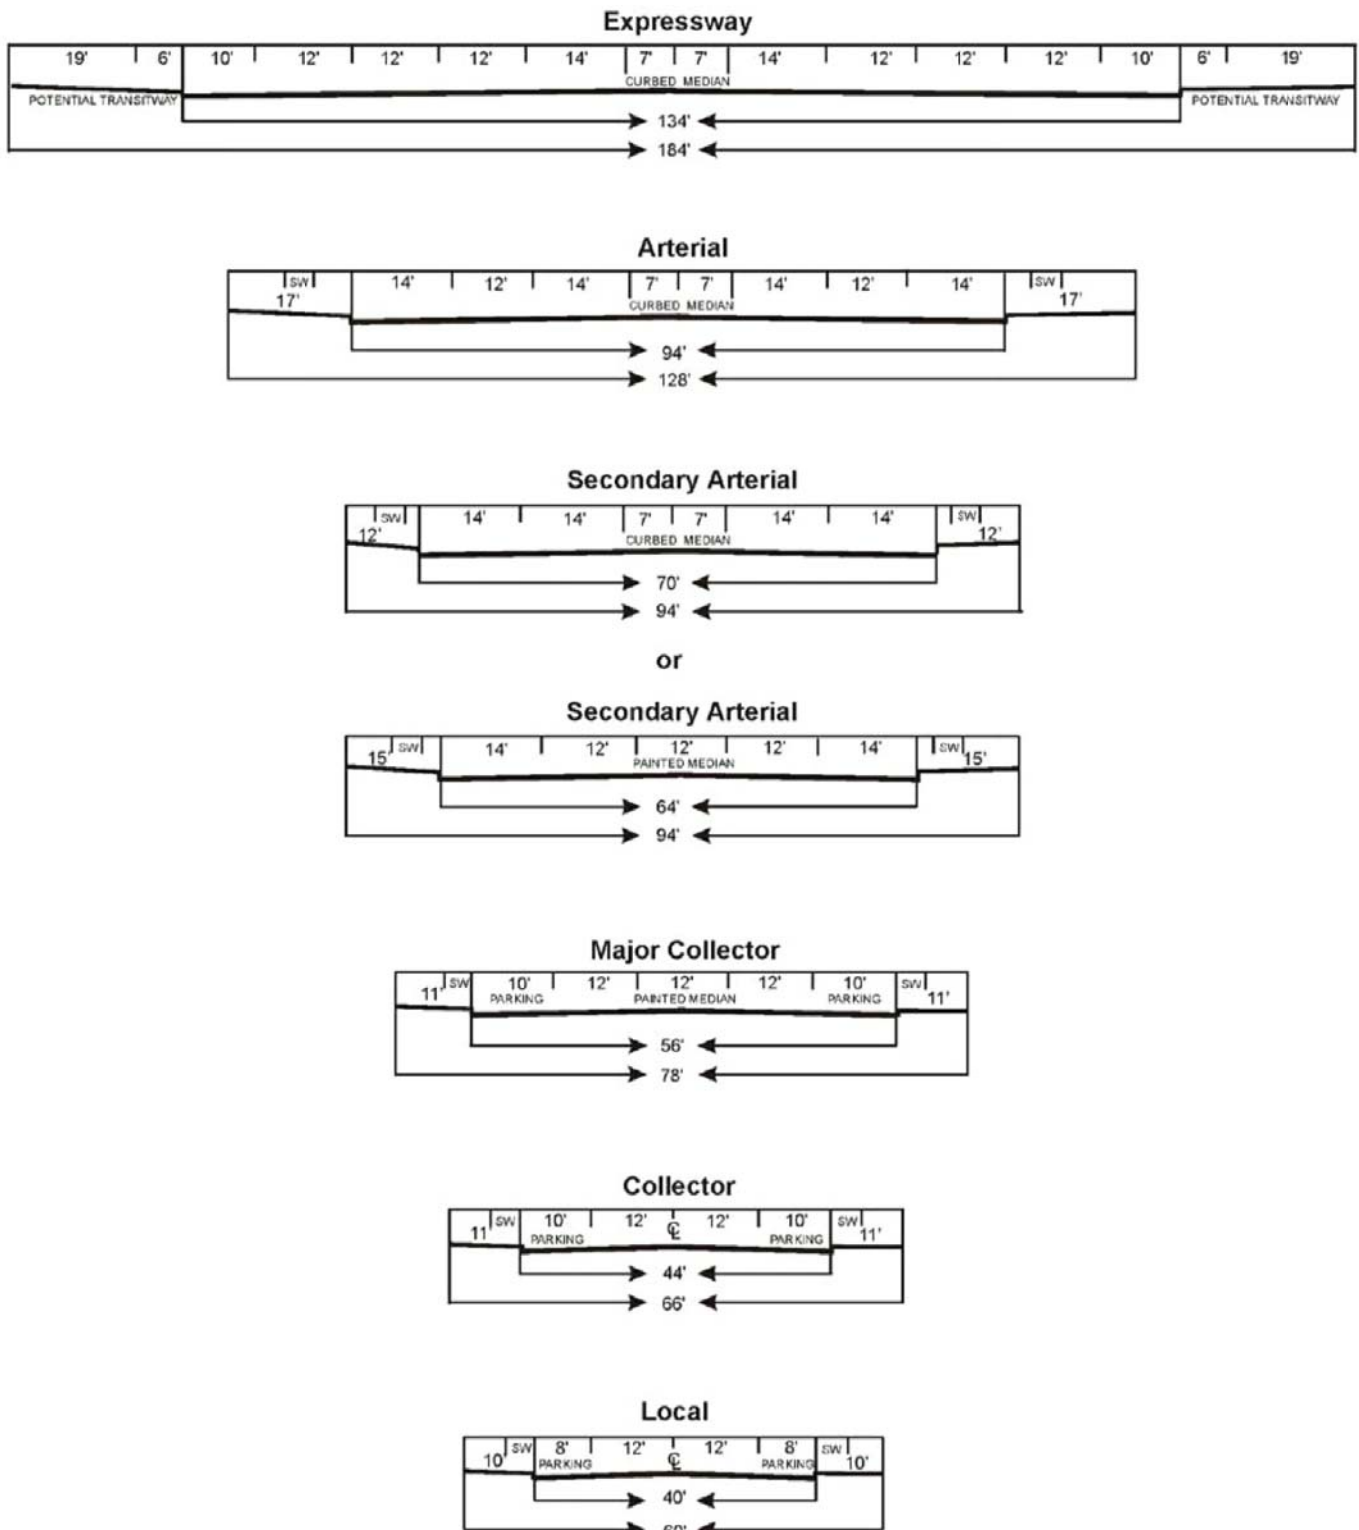 Expressway
19' 6' 10' 12' 12' 12' 14' 7' 7' 14' 12' 12' 12' 10' 6' 19'
CURBED MEDIAN
POTENTIAL TRANSITWAY POTENTIAL TRANSITWAY
134'
184'
Arterial
SW 14' 12' 14' 7' 7' 14' 12' 14' SW
17' 17'
CURBED MEDIAN
94'
128'
Secondary Arterial
SW 14' 14' 7' 7' 14' 14' SW
12' 12'
CURBED MEDIAN
70'
94'
or
Secondary Arterial
SW 14' 12' 12' 12' 14' SW
15' 15'
PAINTED MEDIAN
64'
94'
Major Collector
SW 10' 12' 12' 12' 10' SW
11' PARKING PAINTED MEDIAN PARKING 11'
56'
78'
Collector
SW 10' 12' ℄ 12' 10' SW
11' PARKING PARKING 11'
44'
66'
Local
SW 8' 12' ℄ 12' 8' SW
10' PARKING PARKING 10'
40'